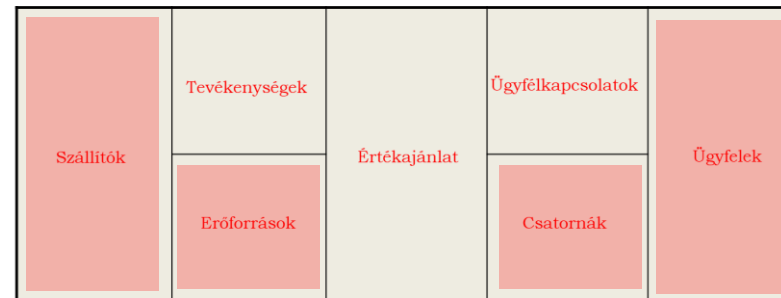 Szállítók
Tevékenységek
Erőforrások
Értékajánlat
Ügyfélkapcsolatok
Csatornák
Ügyfelek